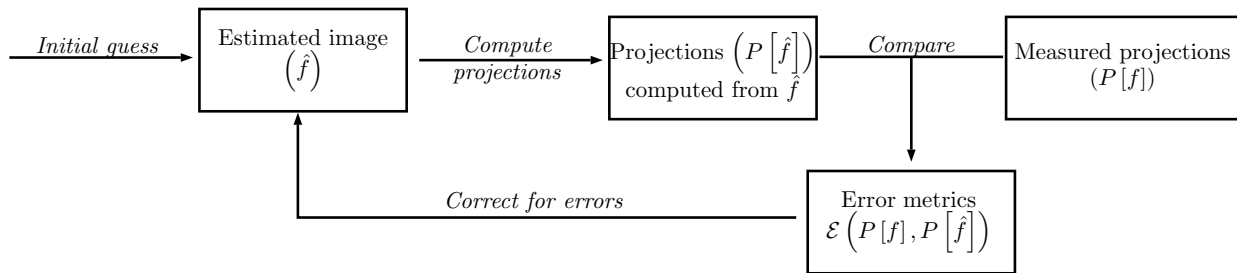 Initial guess
Estimated image
(f̂)
Compute
projections
Projections (P [f̂])
computed from f̂
Compare
Measured projections
(P [f])
Correct for errors
Error metrics
ℰ (P [f] , P [f̂])